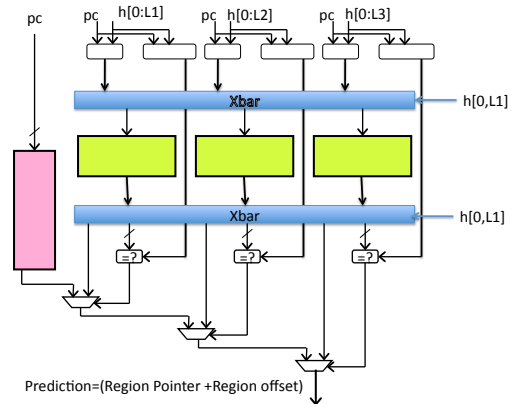 pc
pc h[0:L1]
pc h[0:L2]
pc h[0:L3]
Xbar
h[0,L1]
Xbar
h[0,L1]
=?
=?
=?
Prediction=(Region Pointer +Region offset)